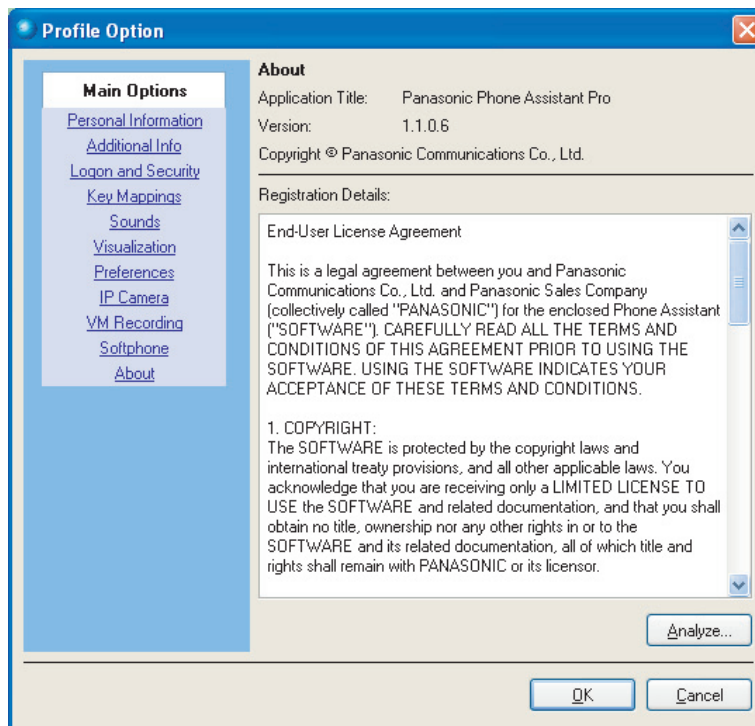 Profile Option
Main Options
Personal Information
Additional Info
Logon and Security
Key Mappings
Sounds
Visualization
Preferences
IP Camera
VM Recording
Softphone
About
About
Application Title: Panasonic Phone Assistant Pro
Version: 1.1.0.6
Copyright © Panasonic Communications Co., Ltd.
Registration Details:
End-User License Agreement
This is a legal agreement between you and Panasonic
Communications Co., Ltd. and Panasonic Sales Company
(collectively called "PANASONIC") for the enclosed Phone Assistant
("SOFTWARE"). CAREFULLY READ ALL THE TERMS AND
CONDITIONS OF THIS AGREEMENT PRIOR TO USING THE
SOFTWARE. USING THE SOFTWARE INDICATES YOUR
ACCEPTANCE OF THESE TERMS AND CONDITIONS.
1. COPYRIGHT:
The SOFTWARE is protected by the copyright laws and
international treaty provisions, and all other applicable laws. You
acknowledge that you are receiving only a LIMITED LICENSE TO
USE the SOFTWARE and related documentation, and that you shall
obtain no title, ownership nor any other rights in or to the
SOFTWARE and its related documentation, all of which title and
rights shall remain with PANASONIC or its licensor.
Analyze...
OK Cancel